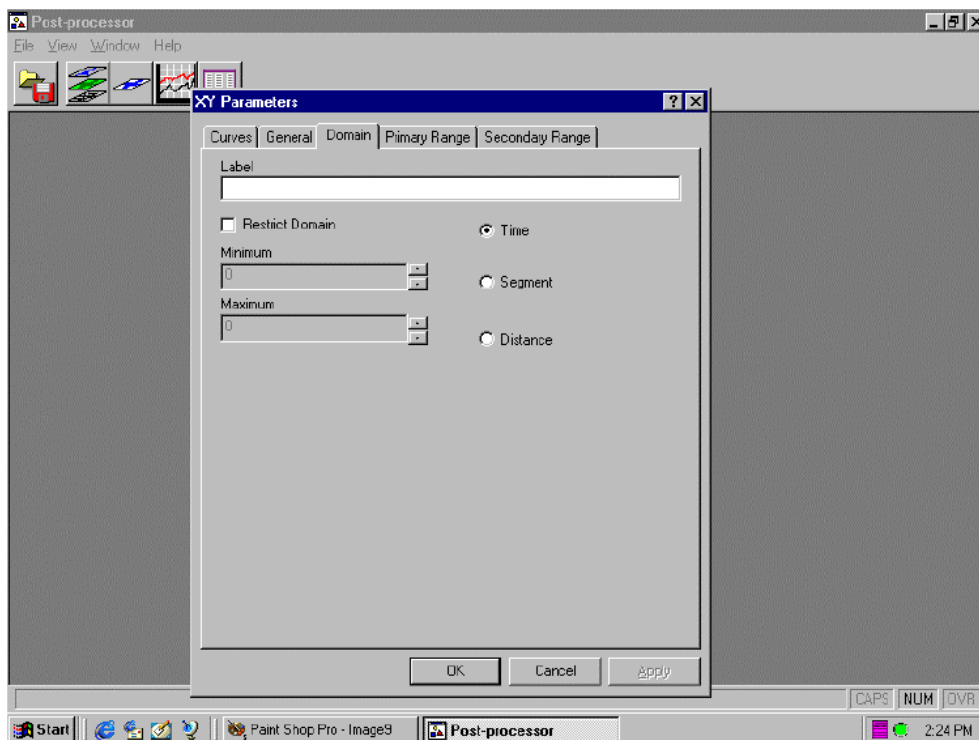 Post-processor
File View Window Help
XY Parameters
Curves General Domain Primary Range Secondary Range
Label
Restrict Domain
Time
Minimum
0
Segment
Maximum
0
Distance
OK Cancel Apply
CAPS NUM OVR
Start Paint Shop Pro - Image9 Post-processor 2:24 PM